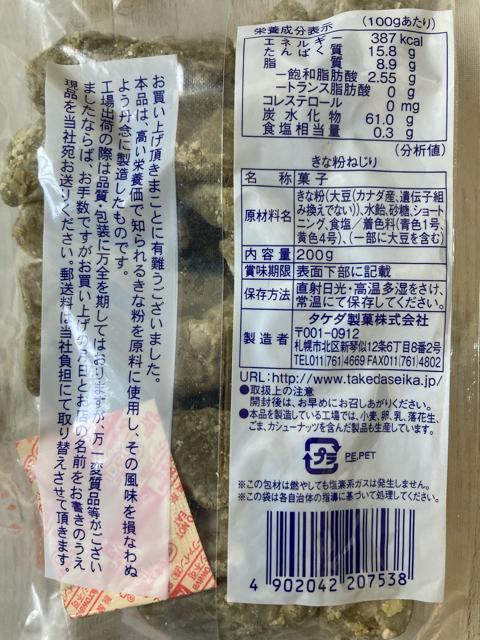 お買い上げ頂きまことに有難うございました。
本品は、高い栄養価で知られるきな粉を原料に使用し、その風味を損なわぬ
よう丹念に製造したものです。
工場出荷の際は品質・包装に万全を期してはおりますが、万一不良品等がござい
ましたならば、お手数ですがお買い上げの月日とお店の名前をお書きのうえ
現品を当社宛お送りください。郵送料は当社負担にて取り替えさせて頂きます。
栄養成分表示 (100gあたり)
エネルギー 387 kcal
たんぱく質 15.8 g
脂質 8.9 g
―飽和脂肪酸 2.55 g
―トランス脂肪酸 0 g
コレステロール 0 mg
炭水化物 61.0 g
食塩相当量 0.3 g
(分析値)
きな粉ねじり
名称 菓子
原材料名 きな粉(大豆(カナダ産、遺伝子組
み換えでない))、水飴、砂糖、ショート
ニング、食塩／着色料(青色1号、
黄色4号)、(一部に大豆を含む)
内容量 200g
賞味期限 表面下部に記載
保存方法 直射日光・高温多湿をさけ、
常温にて保存してください。
製造者 タケダ製菓株式会社
〒001-0912
札幌市北区新琴似12条6丁目8番2号
TEL011(761)4669 FAX011(761)4802
URL:http://www.takedaseika.jp/
●取扱上の注意
開封後は、お早めにお召しあがりください。
●本品を製造している工場では、小麦、卵、乳、落花生、
ごま、カシューナッツを含んだ製品も生産しています。
プラ PE,PET
※この包材は燃やしても塩素系ガスは発生しません。
※この袋は各自治体の指導に基づいて処理してください。
4 902042 207538